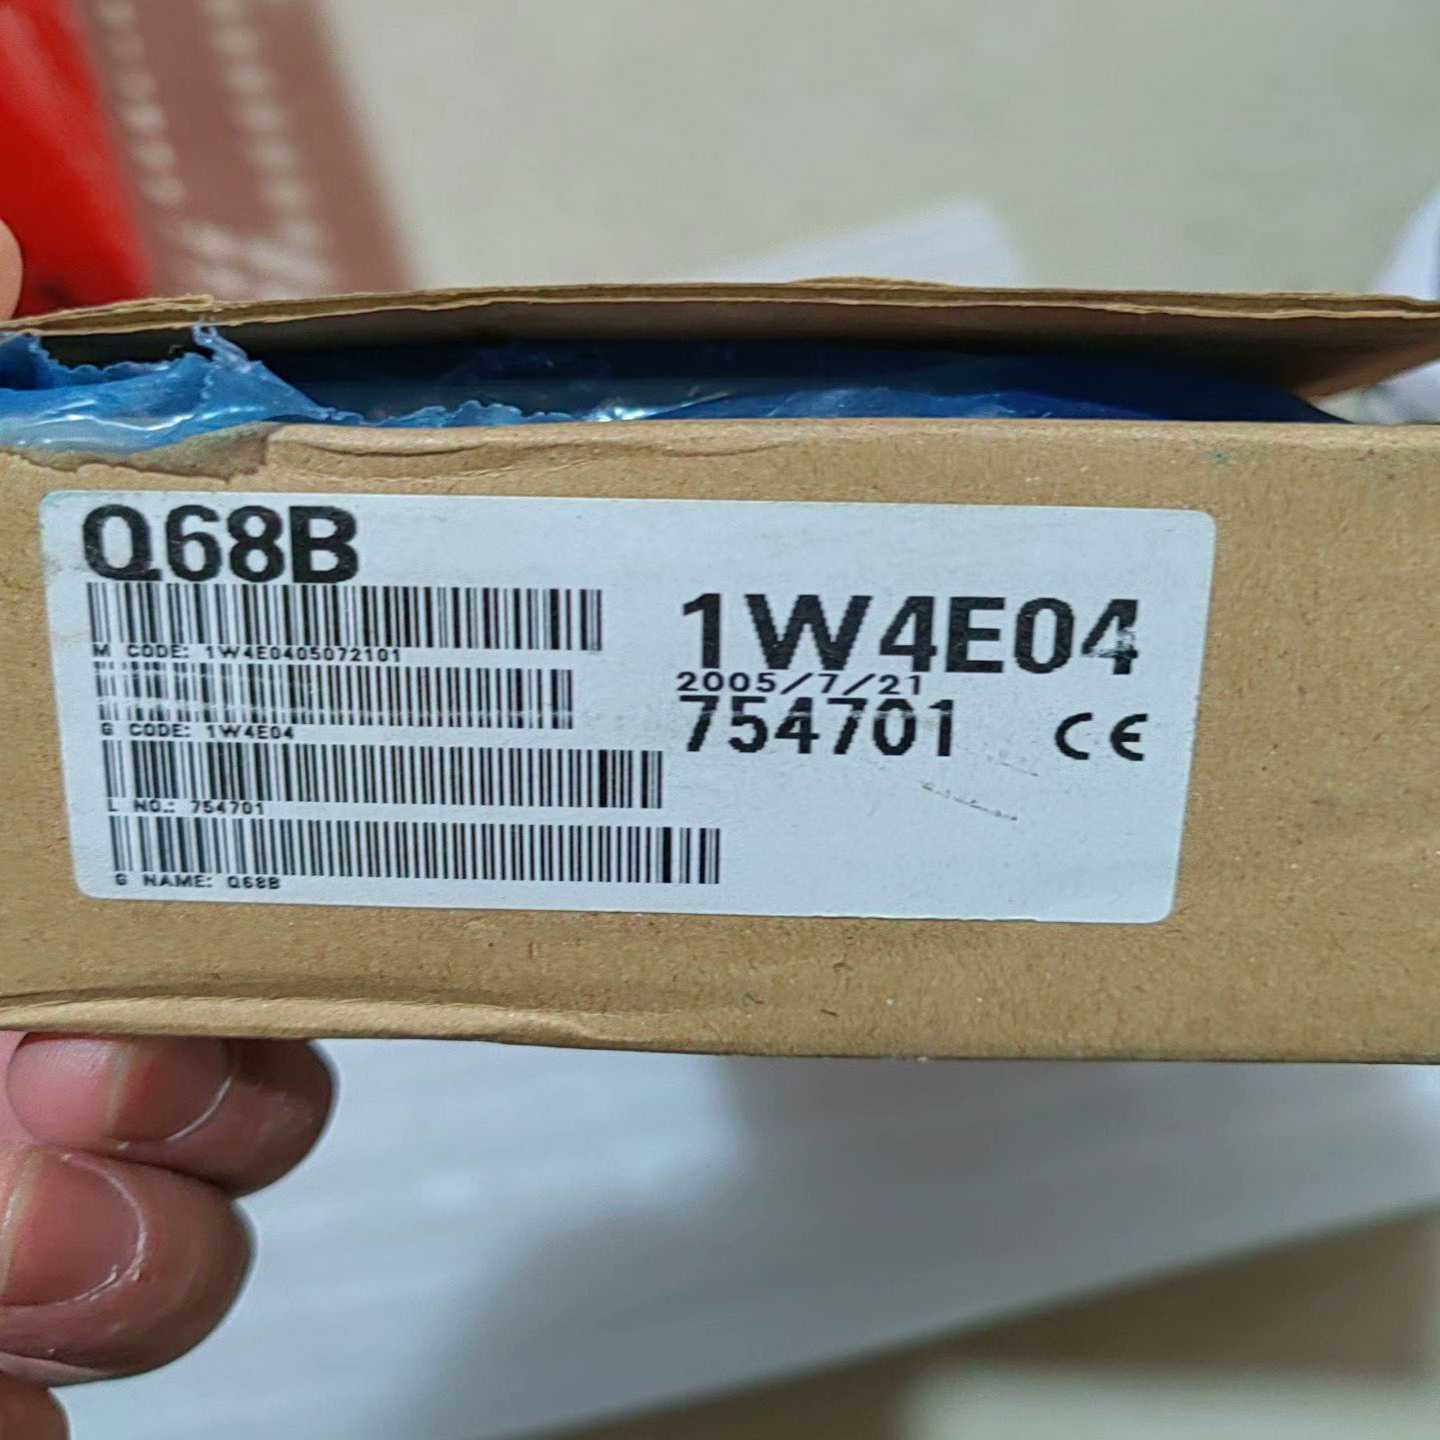 Q68B
M CODE: 1W4E0405072101
G CODE: 1W4E04
L NO.: 754701
G NAME: Q68B
1W4E04
2005/7/21
754701 CE